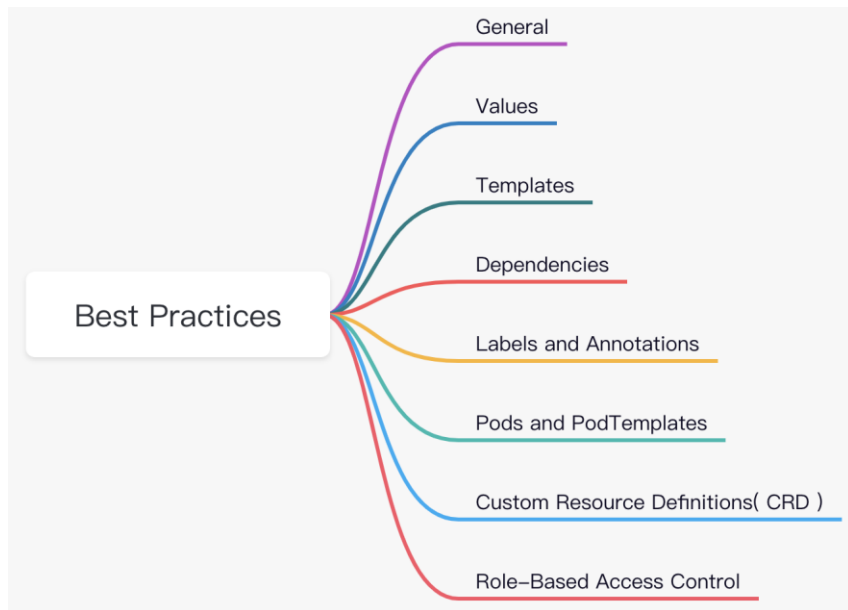 General
Values
Templates
Dependencies
Best Practices
Labels and Annotations
Pods and PodTemplates
Custom Resource Definitions( CRD )
Role-Based Access Control